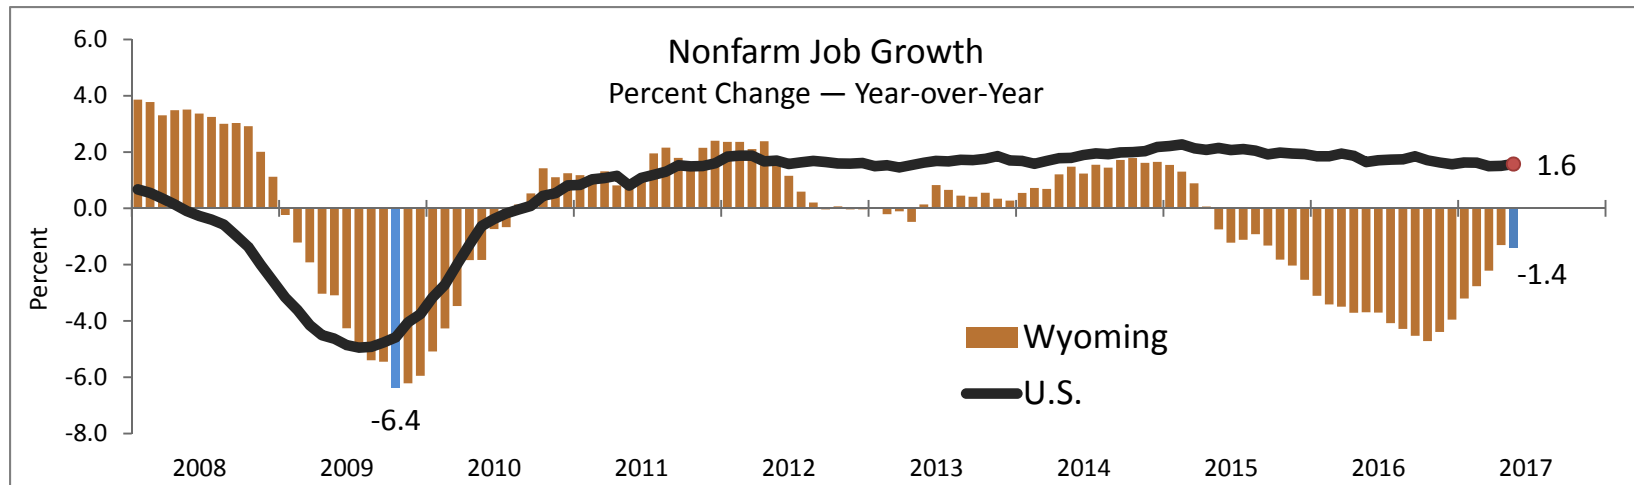 Nonfarm Job Growth
Percent Change — Year-over-Year
Percent
6.0
4.0
2.0
0.0
-2.0
-4.0
-6.0
-8.0
1.6
-1.4
-6.4
Wyoming
U.S.
2008 2009 2010 2011 2012 2013 2014 2015 2016 2017